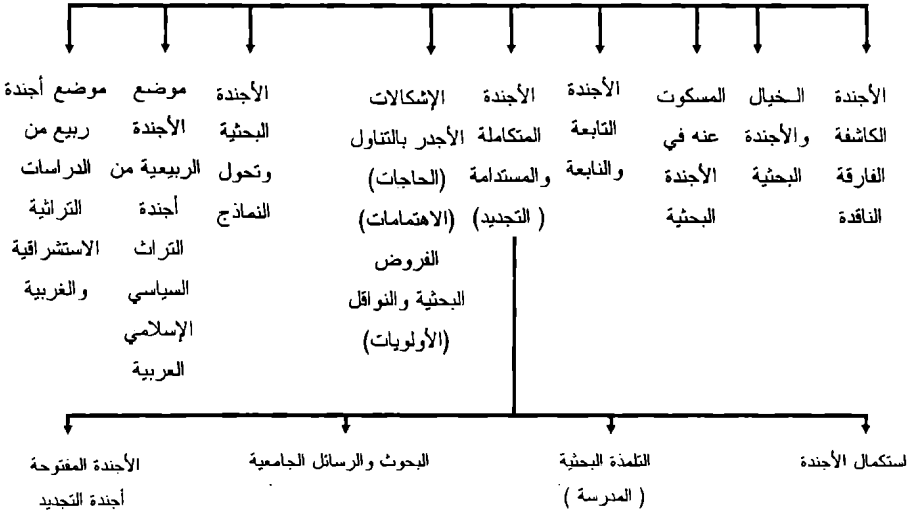 الأجندة
الكاشفة
الفارقة
الناقدة
الخيال
والأجندة
البحثية
المسكوت
عنه في
الأجندة
البحثية
الأجندة
التابعة
والنابعة
الأجندة
المتكاملة
والمستدامة
(التجديد)
الإشكالات
الأجدر بالتناول
(الحاجات)
(الاهتمامات)
الفروض
البحثية والنواقل
(الأولويات)
الأجندة
البحثية
وتحول
النماذج
موضع
الأجندة
الربيعية من
أجندة
التراث
السياسي
الإسلامي
العربية
موضع أجندة
ربيع من
الدراسات
التراثية
الاستشراقية
والغربية
استكمال الأجندة
التلمذة البحثية
(المدرسة)
البحوث والرسائل الجامعية
الأجندة المفتوحة
أجندة التجديد